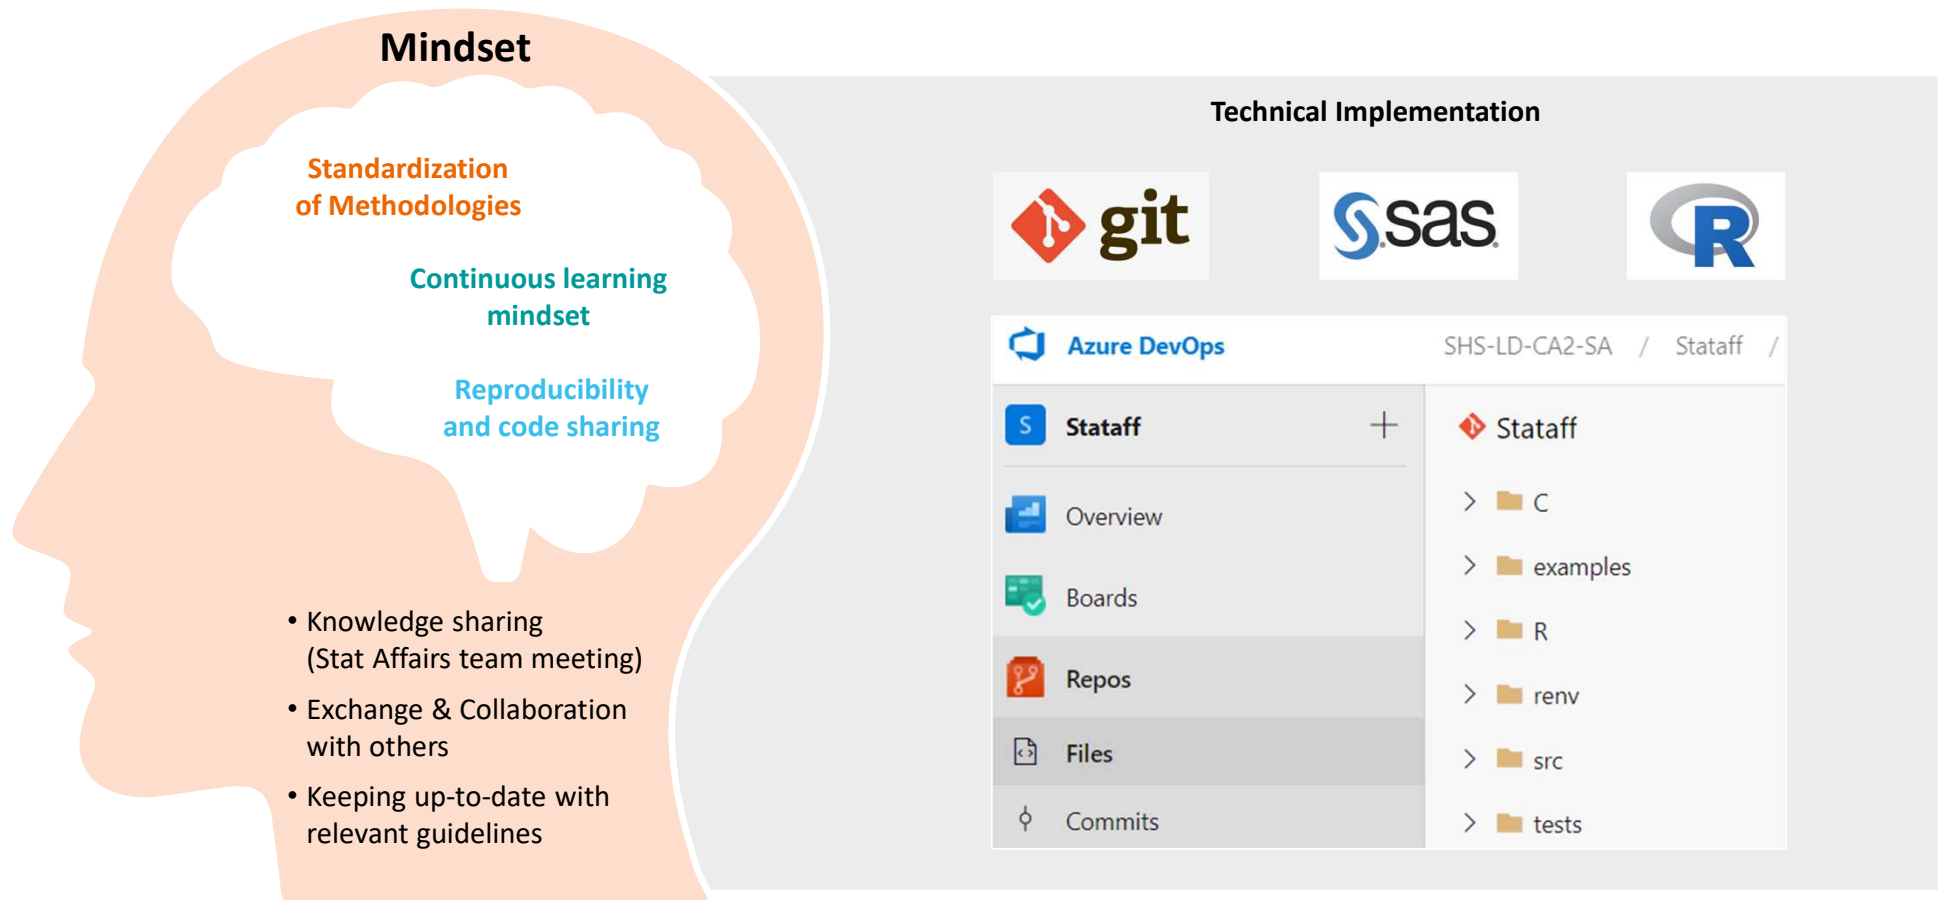 Mindset
Standardization
of Methodologies
Continuous learning
mindset
Reproducibility
and code sharing
• Knowledge sharing
(Stat Affairs team meeting)
• Exchange & Collaboration
with others
• Keeping up-to-date with
relevant guidelines
Technical Implementation
git
sas
R
Azure DevOps
SHS-LD-CA2-SA / Stataff /
S Stataff
Overview
Boards
Repos
Files
Commits
Stataff
C
examples
R
renv
src
tests